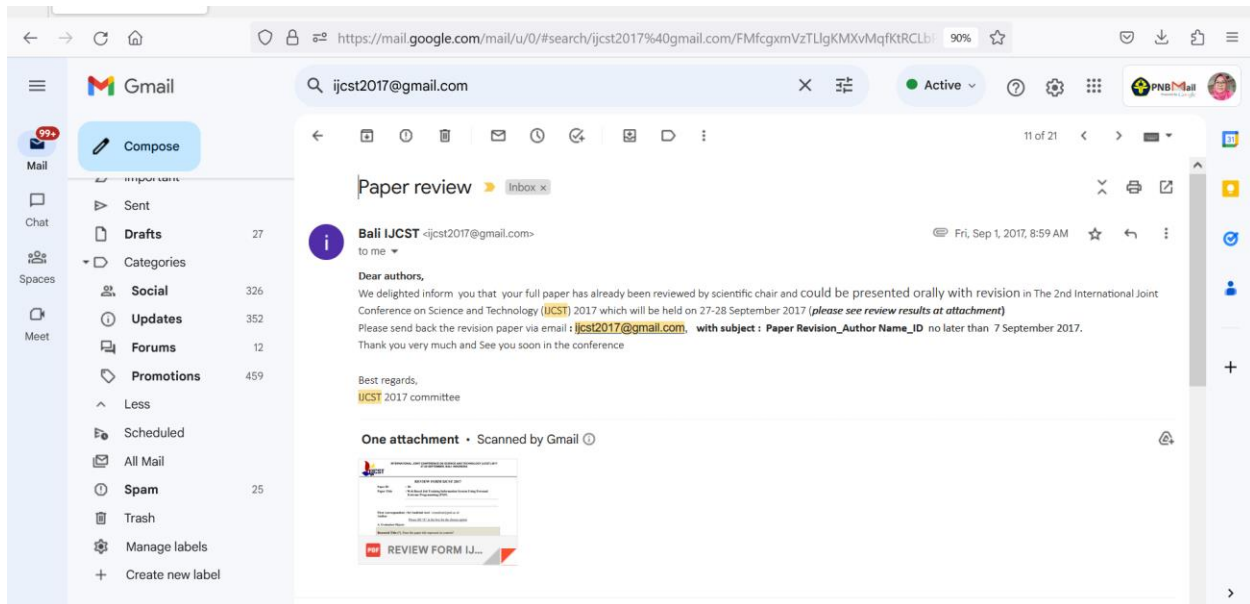 https://mail.google.com/mail/u/0/#search/ijcst2017%40gmail.com/FMfcgxmVzTLlgKMXvMqfKtRCLb
90%
Gmail
ijcst2017@gmail.com
Active
PNBMail
99+
Mail
Chat
Spaces
Meet
Compose
Important
Sent
Drafts 27
Categories
Social 326
Updates 352
Forums 12
Promotions 459
Less
Scheduled
All Mail
Spam 25
Trash
Manage labels
Create new label
11 of 21
31
Paper review Inbox x
i
Bali IJCST <ijcst2017@gmail.com> Fri, Sep 1, 2017, 8:59 AM
to me
Dear authors,
We delighted inform you that your full paper has already been reviewed by scientific chair and could be presented orally with revision in The 2nd International Joint
Conference on Science and Technology (IJCST) 2017 which will be held on 27-28 September 2017 (please see review results at attachment)
Please send back the revision paper via email : ijcst2017@gmail.com, with subject : Paper Revision_Author Name_ID no later than 7 September 2017.
Thank you very much and See you soon in the conference
Best regards,
IJCST 2017 committee
One attachment • Scanned by Gmail
REVIEW FORM IJCST 2017
PDF REVIEW FORM IJ...